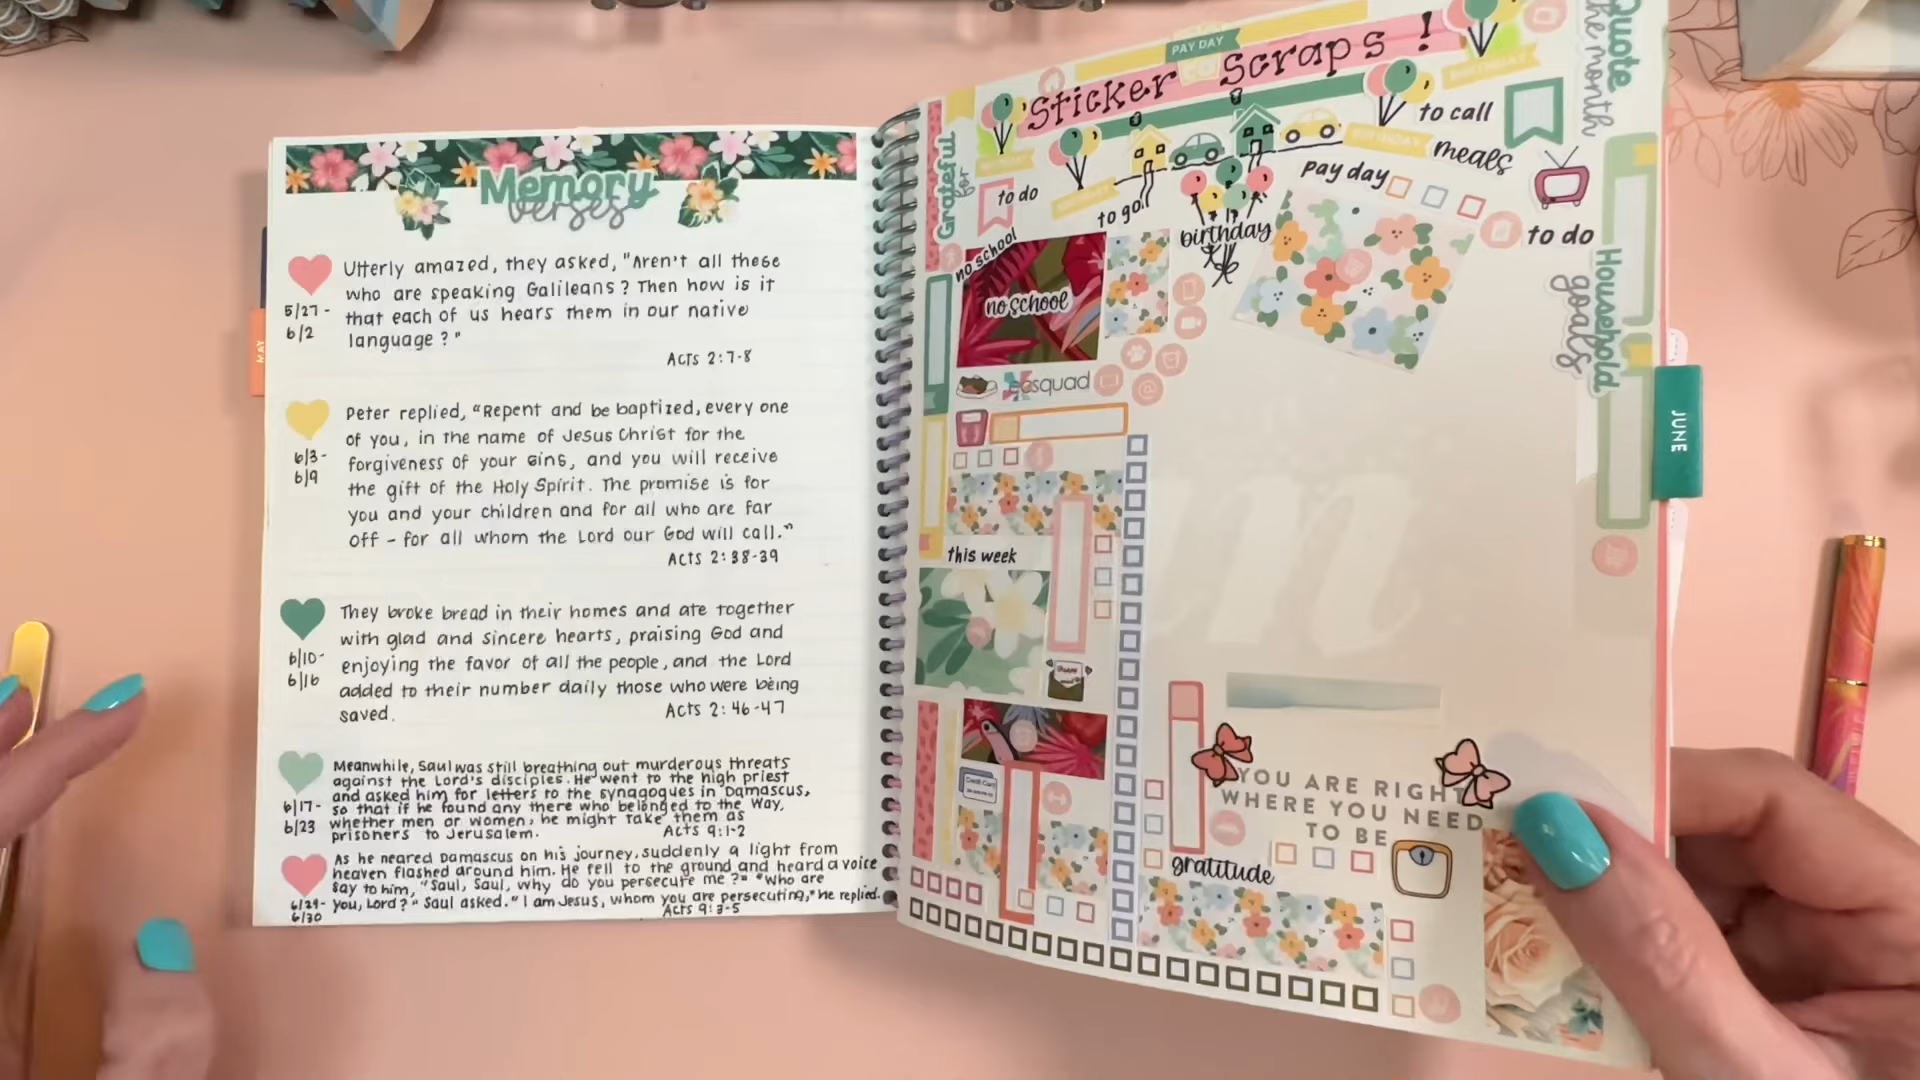 Memory
verses
Utterly amazed, they asked, "Aren't all these
who are speaking Galileans? Then how is it
that each of us hears them in our native
language?"
Acts 2:7-8
5/27-
6/2
Peter replied, "Repent and be baptized, every one
of you, in the name of Jesus Christ for the
forgiveness of your sins, and you will receive
the gift of the Holy Spirit. The promise is for
you and your children and for all who are far
off - for all whom the Lord our God will call."
Acts 2:38-39
6/3-
6/9
They broke bread in their homes and ate together
with glad and sincere hearts, praising God and
enjoying the favor of all the people, and the Lord
added to their number daily those who were being
saved.
Acts 2:46-47
6/10-
6/16
Meanwhile, Saul was still breathing out murderous threats
against the Lord's disciples. He went to the high priest
and asked him for letters to the synagogues in Damascus,
so that if he found any there who belonged to the Way,
whether men or women, he might take them as
prisoners to Jerusalem.
Acts 9:1-2
6/17-
6/23
As he neared Damascus on his journey, suddenly a light from
heaven flashed around him. He fell to the ground and heard a voice
say to him, "Saul, Saul, why do you persecute me?" "Who are
you, Lord?" Saul asked. "I am Jesus, whom you are persecuting," he replied.
Acts 9:3-5
6/24-
6/30
MAY
PAY DAY
Sticker Scraps!
BIRTHDAY
Grateful
for
to do
to go
birthday
BIRTHDAY
to call
meals
pay day
to do
Quote
the month
Household
goals
no school
no school
squad
this week
JUNE
YOU ARE RIGHT
WHERE YOU NEED
TO BE
gratitude
Credit Card